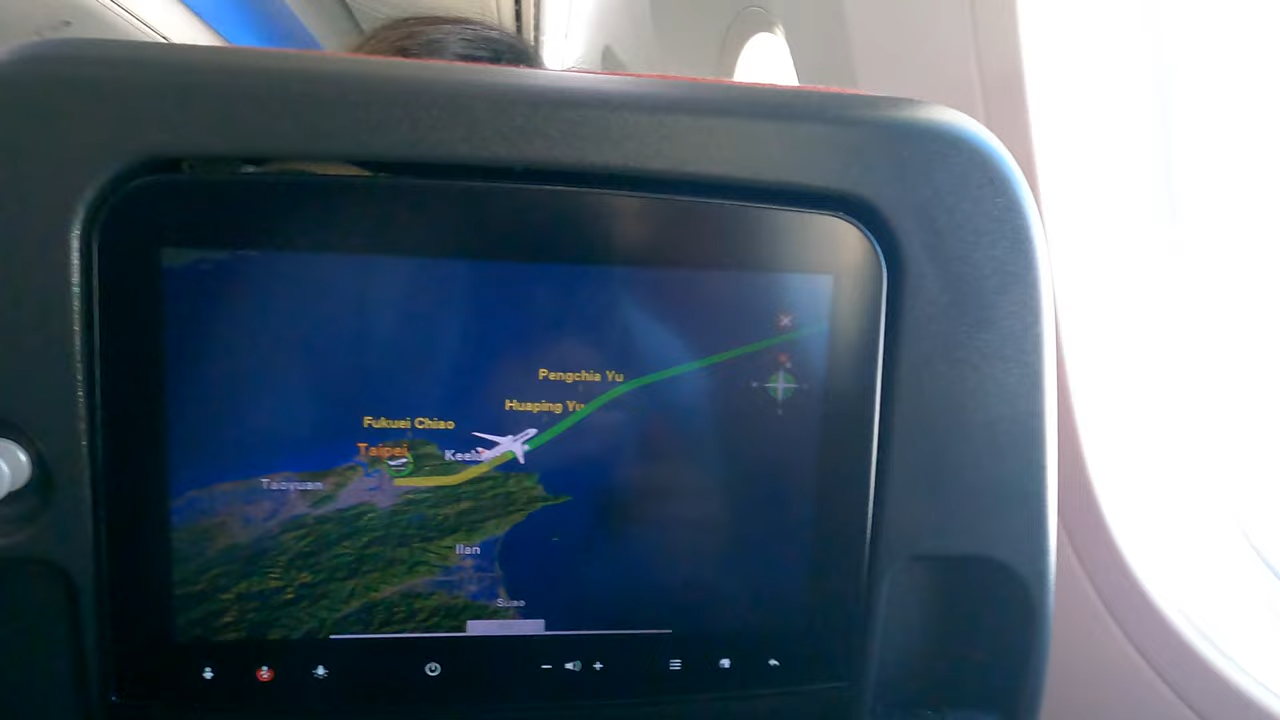 Pengchia Yu
Huaping Yu
Fukuei Chiao
Taipei
Taoyuan
Ilan
Suao